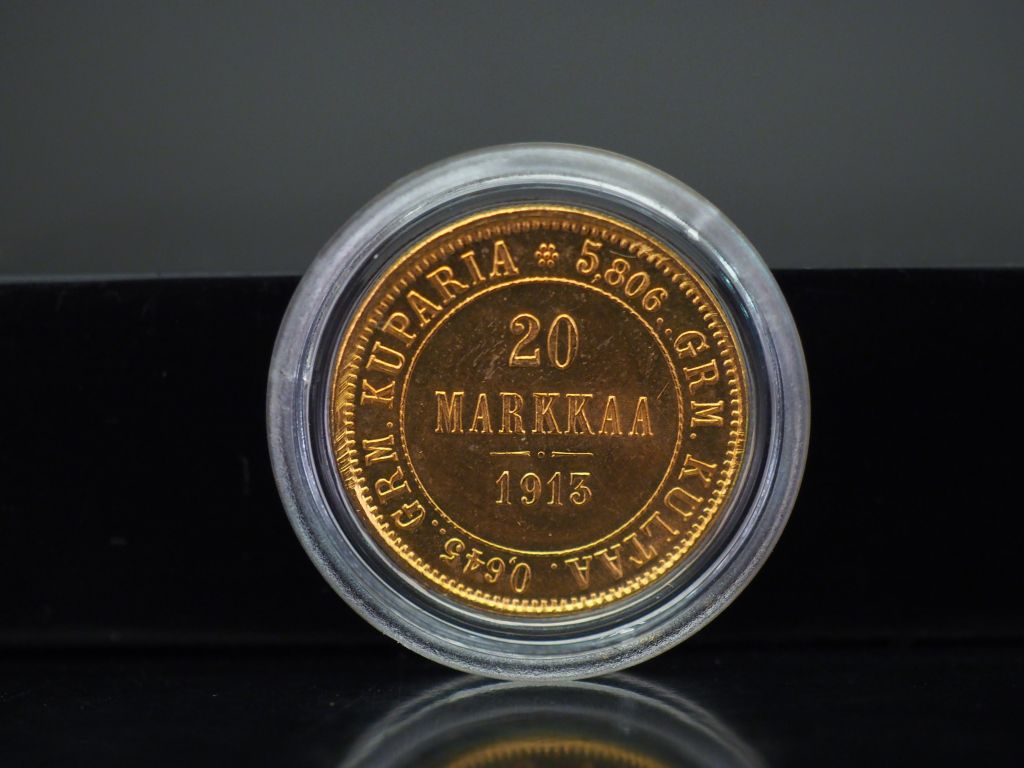 5,806..GRM. KULTAA. 0,645..GRM. KUPARIA
20
MARKKAA
1913